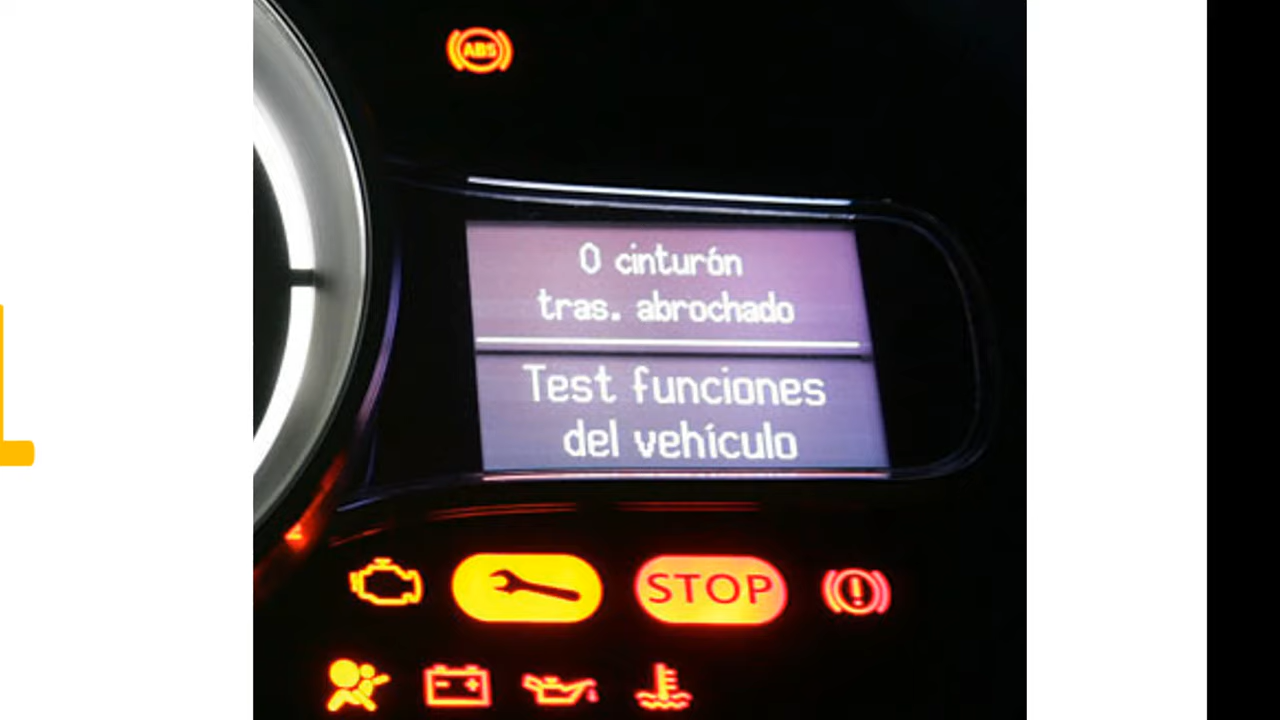 ABS
0 cinturón
tras. abrochado
Test funciones
del vehículo
STOP